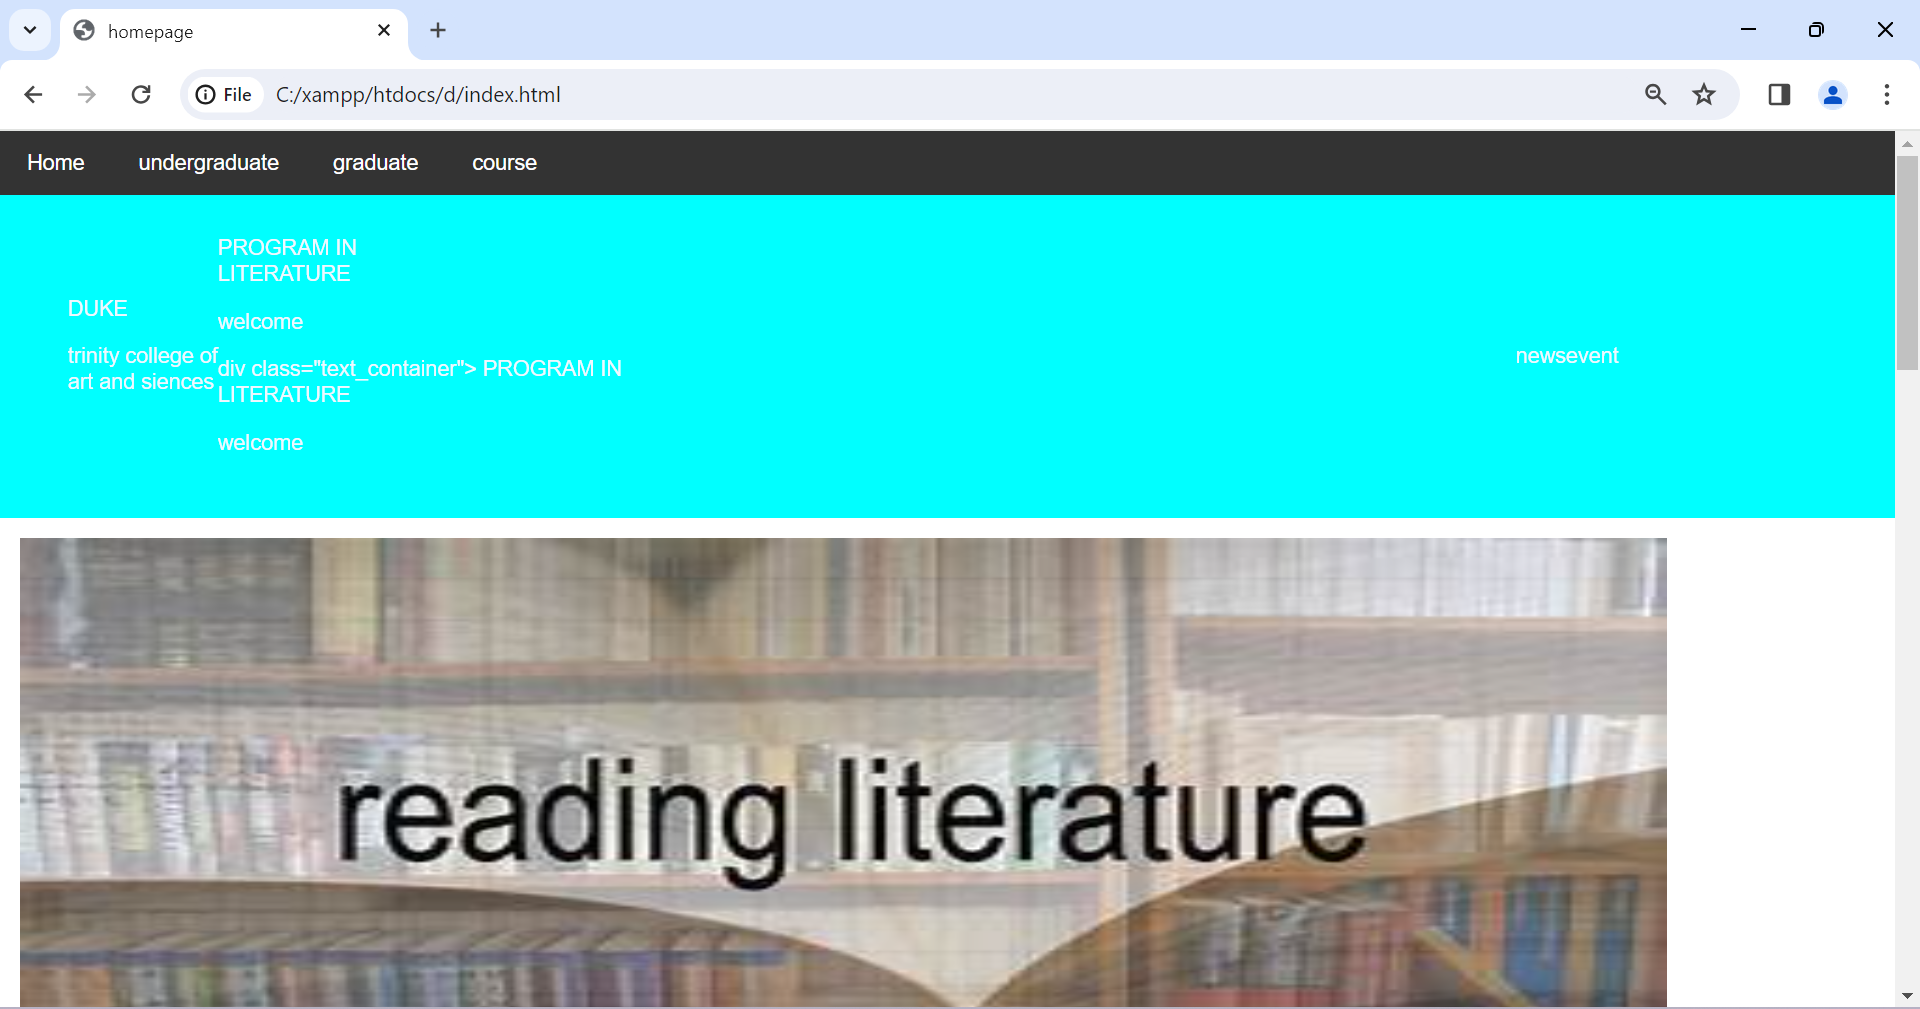 homepage
File C:/xampp/htdocs/d/index.html
Home undergraduate graduate course
DUKE
trinity college of
art and siences
PROGRAM IN
LITERATURE
welcome
div class="text_container"> PROGRAM IN
LITERATURE
welcome
newsevent
reading literature